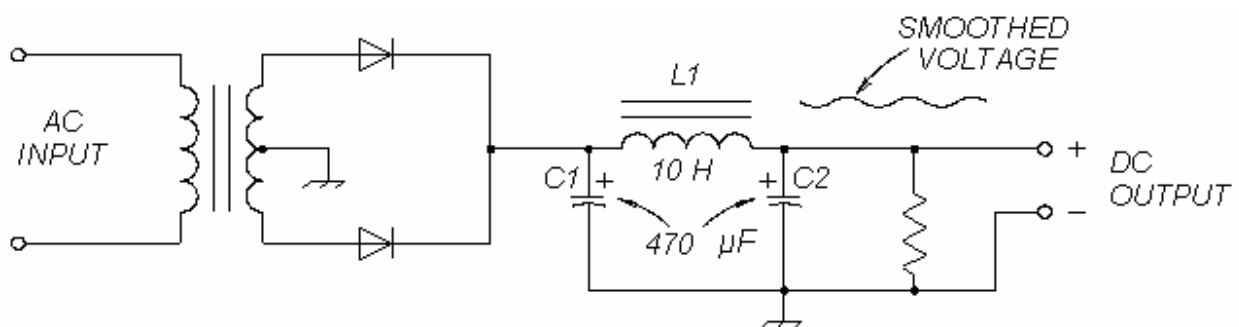 AC
INPUT
C1 +
L1
10 H
+ C2
470 µF
SMOOTHED
VOLTAGE
+
DC
OUTPUT
−